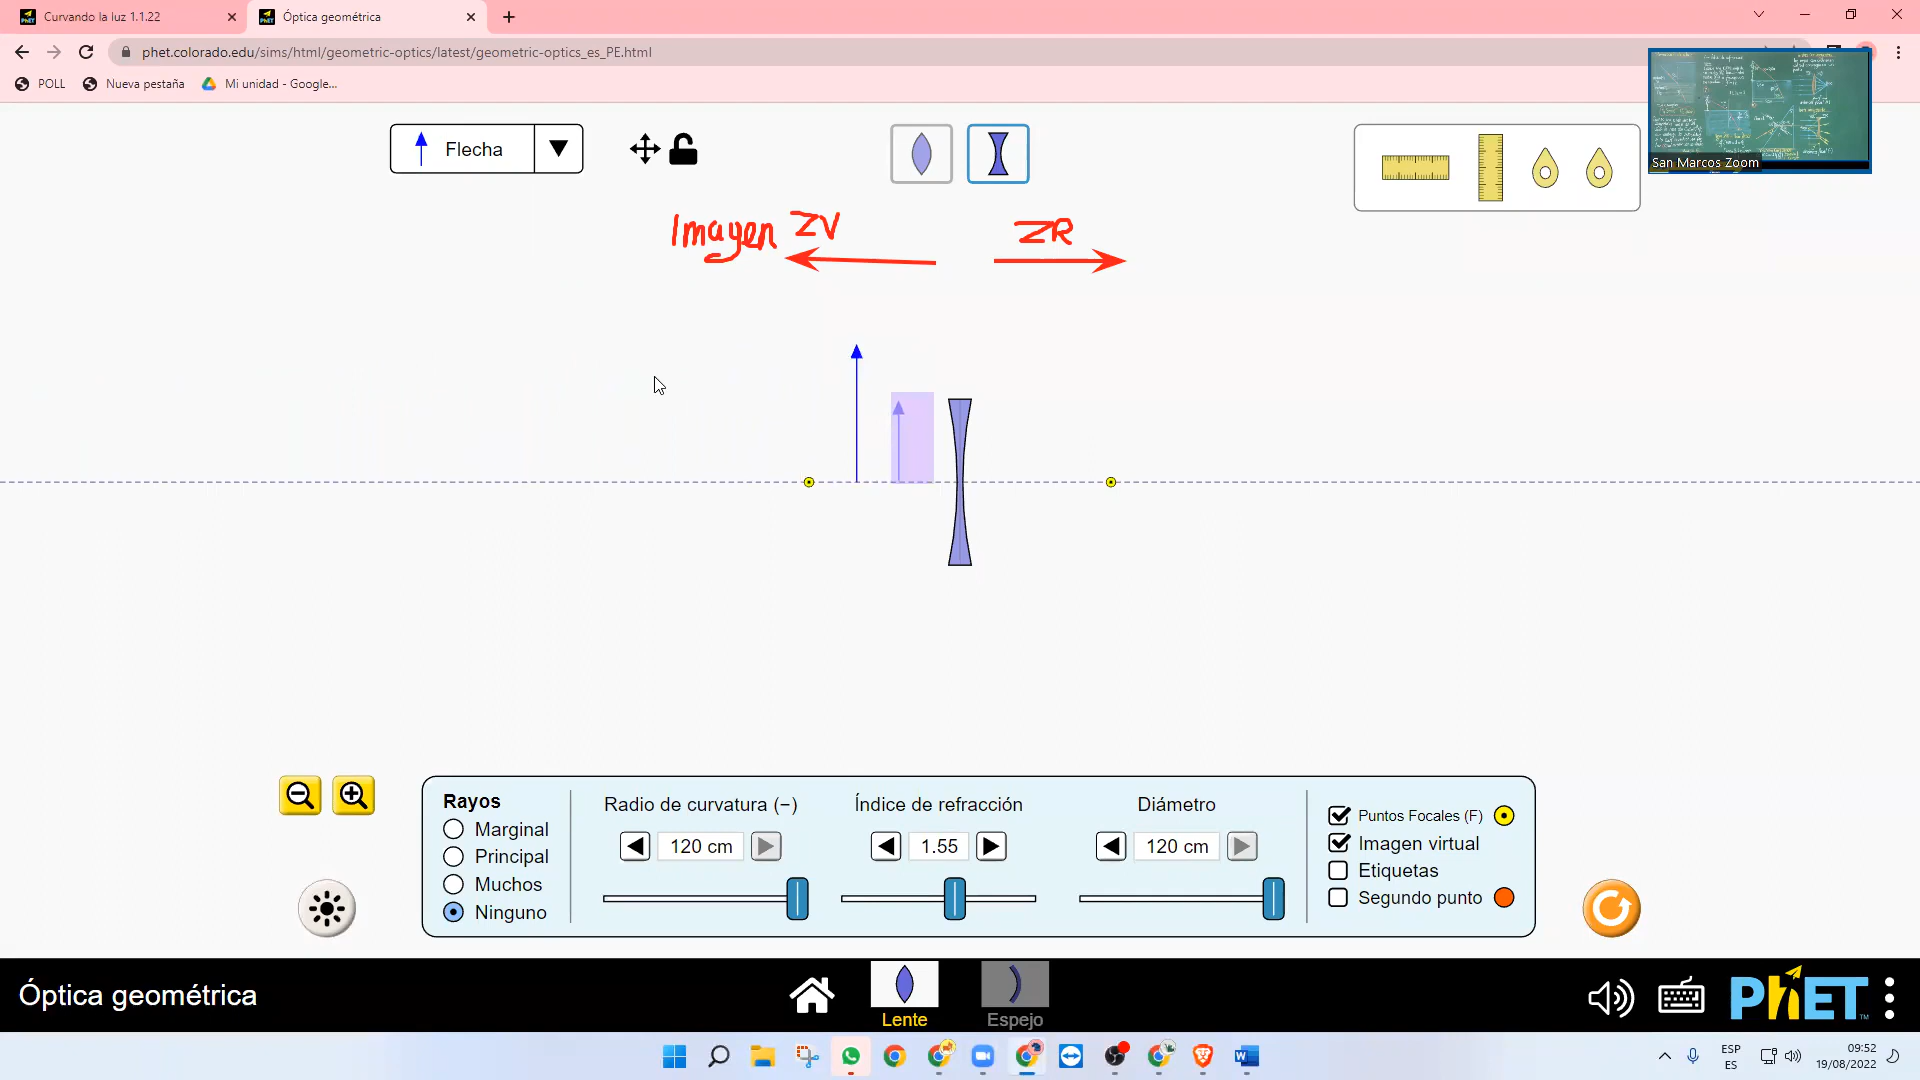 Curvando la luz 1.1.22
Óptica geométrica
phet.colorado.edu/sims/html/geometric-optics/latest/geometric-optics_es_PE.html
POLL
Nueva pestaña
Mi unidad - Google...
San Marcos Zoom
Flecha
Imagen ZV
ZR
Rayos
Marginal
Principal
Muchos
Ninguno
Radio de curvatura (−)
120 cm
Índice de refracción
1.55
Diámetro
120 cm
Puntos Focales (F)
Imagen virtual
Etiquetas
Segundo punto
Óptica geométrica
Lente
Espejo
PhET
ESP
ES
09:52
19/08/2022